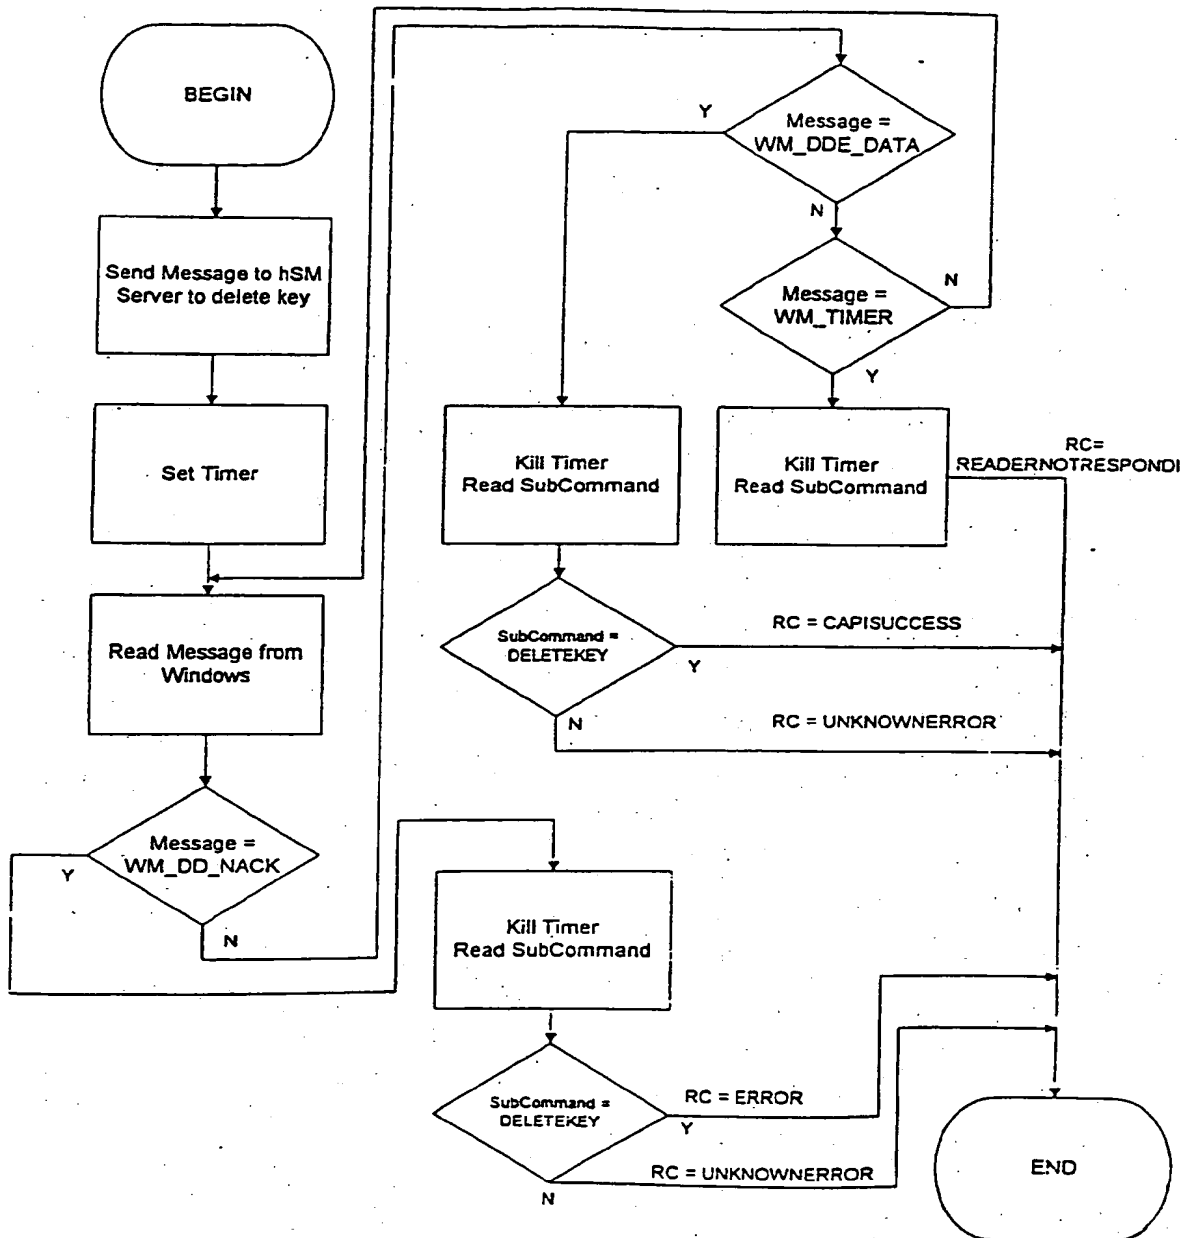 BEGIN
Send Message to hSM
Server to delete key
Set Timer
Read Message from
Windows
Message =
WM_DD_NACK
Y
N
Message =
WM_DDE_DATA
Y
N
Message =
WM_TIMER
N
Y
Kill Timer
Read SubCommand
Kill Timer
Read SubCommand
RC=
READERNOTRESPONDI
SubCommand =
DELETEKEY
RC = CAPISUCCESS
Y
N
RC = UNKNOWNERROR
Kill Timer
Read SubCommand
SubCommand =
DELETEKEY
RC = ERROR
Y
RC = UNKNOWNERROR
N
END